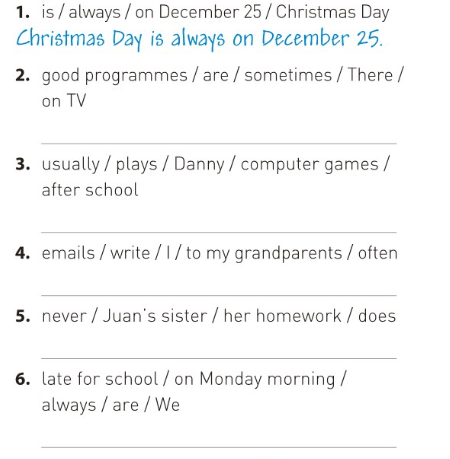 1. is / always / on December 25 / Christmas Day
Christmas Day is always on December 25.
2. good programmes / are / sometimes / There /
on TV
3. usually / plays / Danny / computer games /
after school
4. emails / write / I / to my grandparents / often
5. never / Juan's sister / her homework / does
6. late for school / on Monday morning /
always / are / We